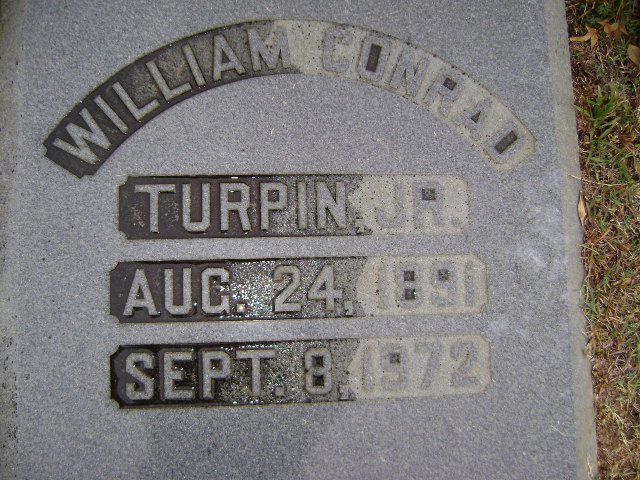 WILLIAM CONRAD
TURPIN JR.
AUG. 24, 1891
SEPT. 8, 1972